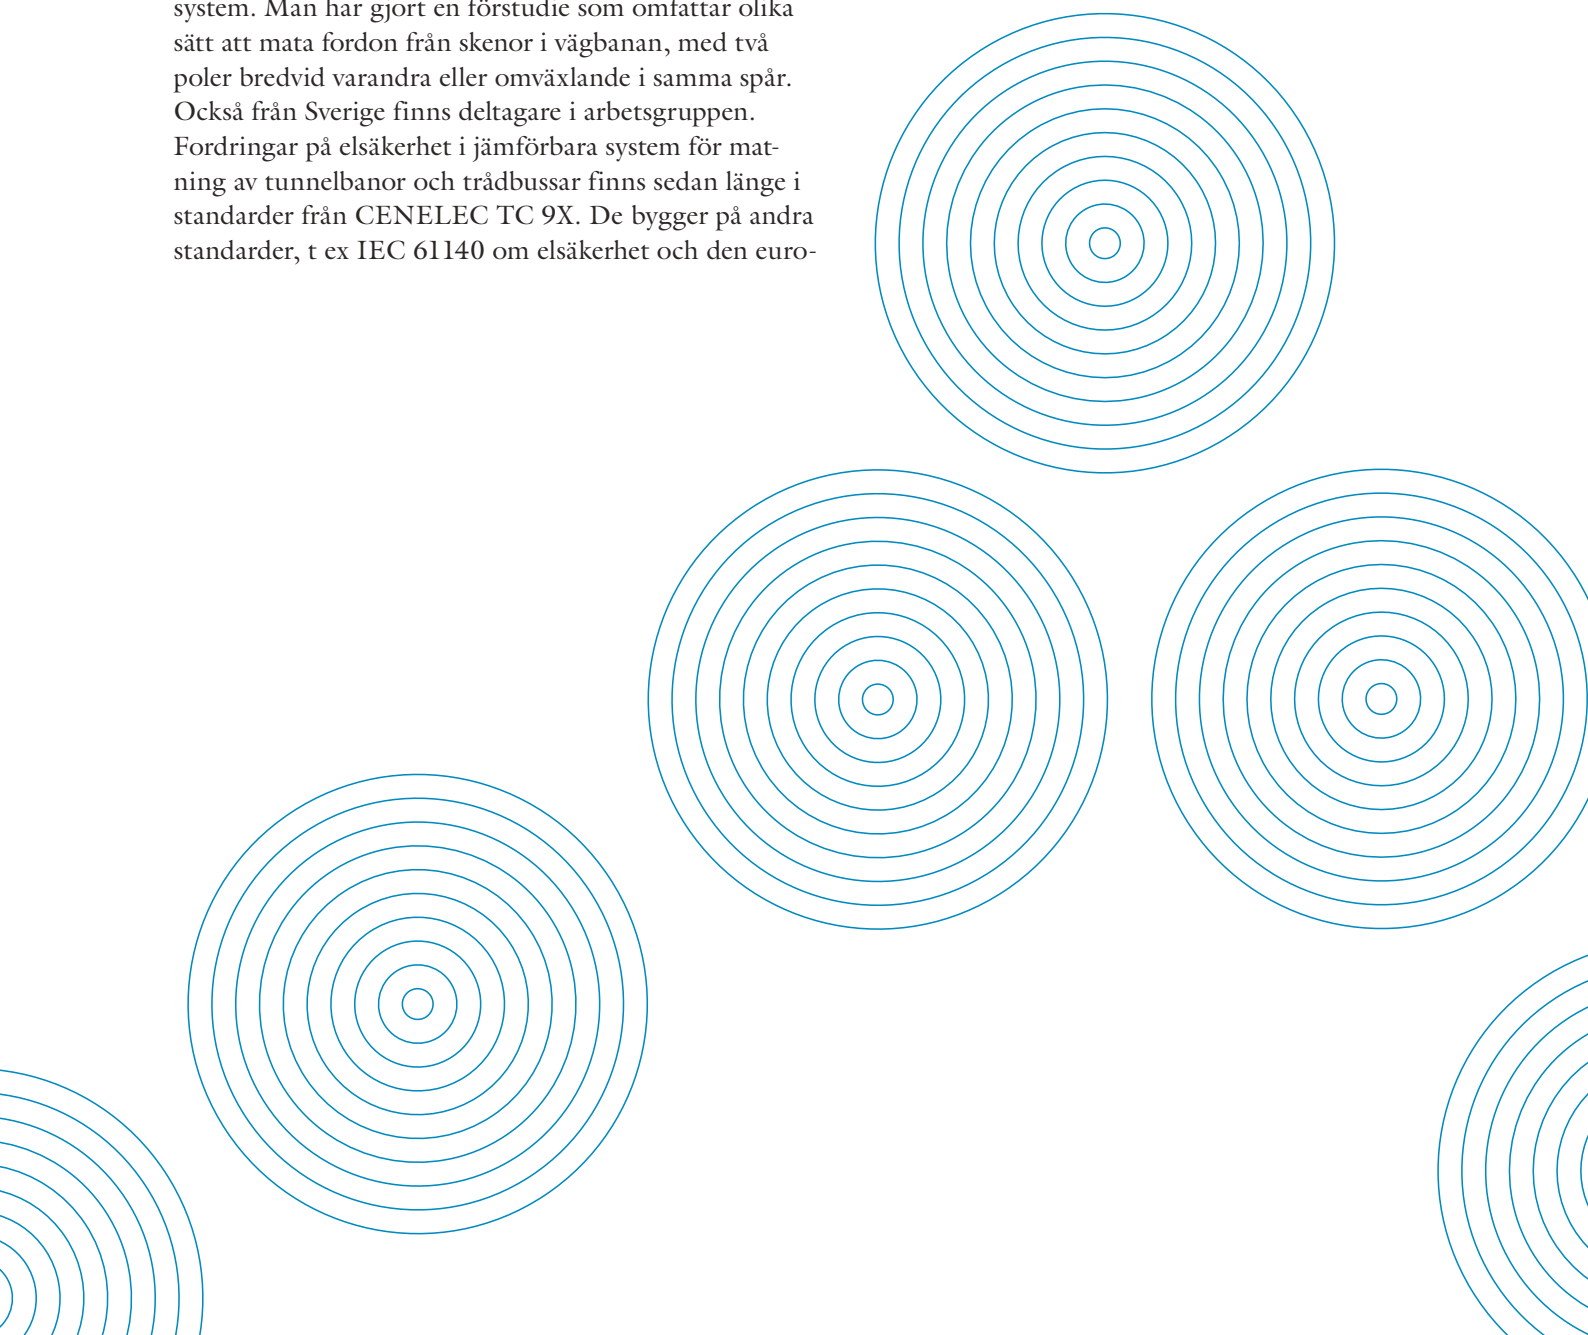 system. Man har gjort en förstudie som omfattar olika
sätt att mata fordon från skenor i vägbanan, med två
poler bredvid varandra eller omväxlande i samma spår.
Också från Sverige finns deltagare i arbetsgruppen.
Fordringar på elsäkerhet i jämförbara system för mat-
ning av tunnelbanor och trådbussar finns sedan länge i
standarder från CENELEC TC 9X. De bygger på andra
standarder, t ex IEC 61140 om elsäkerhet och den euro-